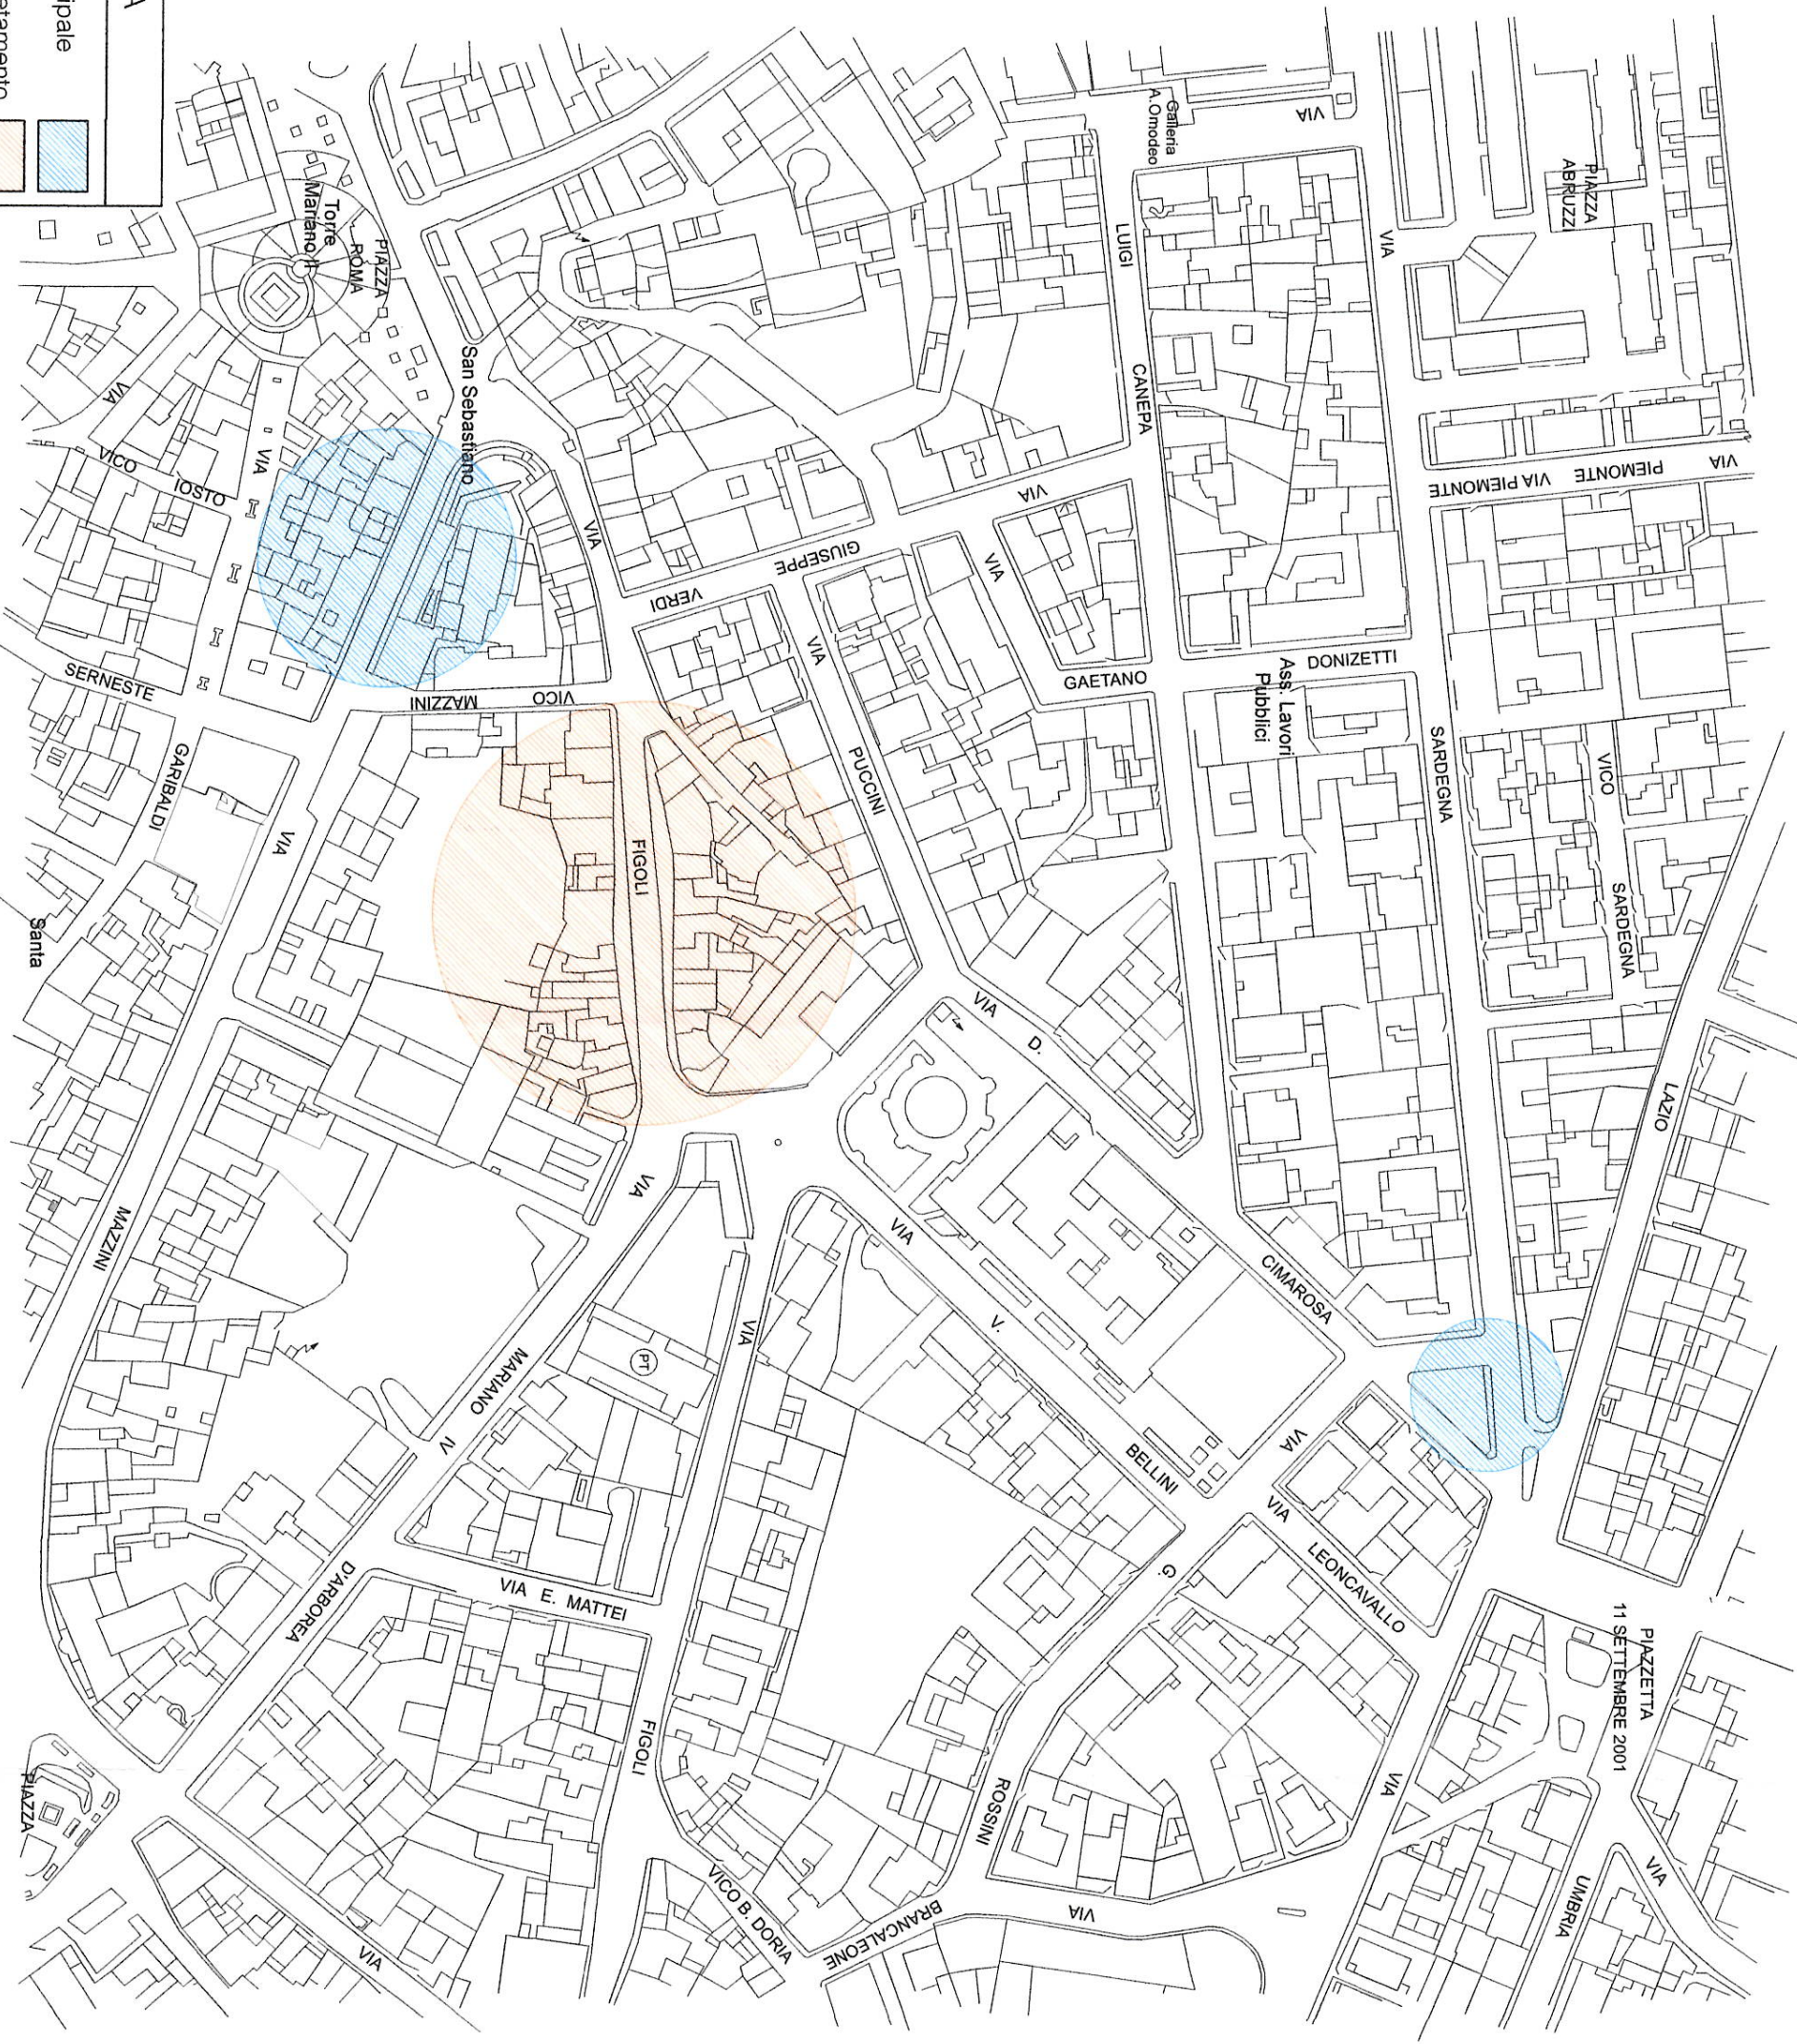 A
ipale
etamento
PIAZZA
ABRUZZI
Galleria
A.Omodeo
VIA
LUIGI
CANEPA
VIA
SARDEGNA
VIA
PIEMONTE
VIA PIEMONTE
Torre
Mariano II
PIAZZA
ROMA
San Sebastiano
VIA
VICO
IOSTO
VIA
VIA
VIA
GIUSEPPE
VERDI
VIA
VIA
GAETANO
DONIZETTI
Ass. Lavori
Pubblici
VIA
PUCCINI
SERNESTE
GARIBALDI
VICO
MAZZINI
VIA
MAZZINI
Santa
FIGOLI
VICO
SARDEGNA
LAZIO
VIA
D.
CIMAROSA
VIA
V.
BELLINI
VIA
MARIANO
IV
D'ARBOREA
PT
VIA
FIGOLI
VIA E. MATTEI
VIA
G.
ROSSINI
VIA
LEONCAVALLO
PIAZZETTA
11 SETTEMBRE 2001
VIA
VIA
UMBRIA
VIA
BRANCALEONE
VICO B. DORIA
VIA
PIAZZA